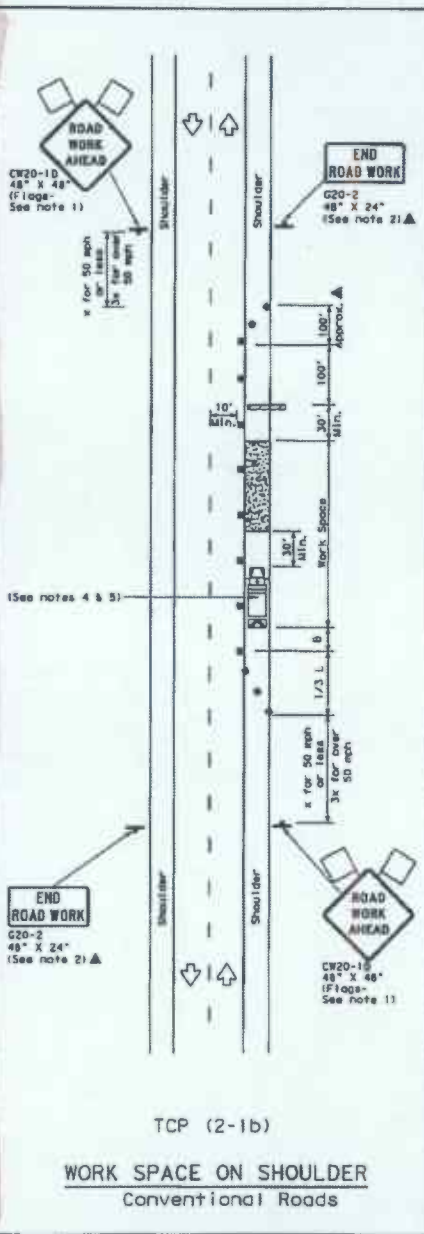 ROAD
WORK
AHEAD
CW20-1D
48" X 48"
(Flags-
See note 1)
x for 50 mph
or less
3x for over
50 mph
Shoulder
Shoulder
END
ROAD WORK
G20-2
48" X 24"
(See note 2)▲
100'
Approx.
▲
100'
10'
Min.
30'
Min.
30'
Min.
Work Space
(See notes 4 & 5)
B
1/3 L
x for 50 mph
or less
3x for over
50 mph
Shoulder
Shoulder
END
ROAD WORK
G20-2
48" X 24"
(See note 2)▲
ROAD
WORK
AHEAD
CW20-1D
48" X 48"
(Flags-
See note 1)
TCP (2-1b)
WORK SPACE ON SHOULDER
Conventional Roads